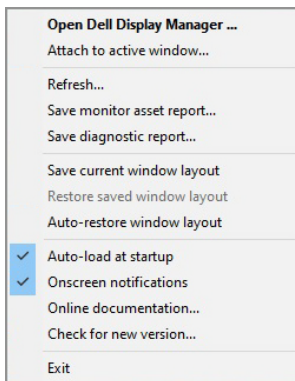 Open Dell Display Manager ...
Attach to active window...
Refresh...
Save monitor asset report...
Save diagnostic report...
Save current window layout
Restore saved window layout
Auto-restore window layout
Auto-load at startup
Onscreen notifications
Online documentation...
Check for new version...
Exit